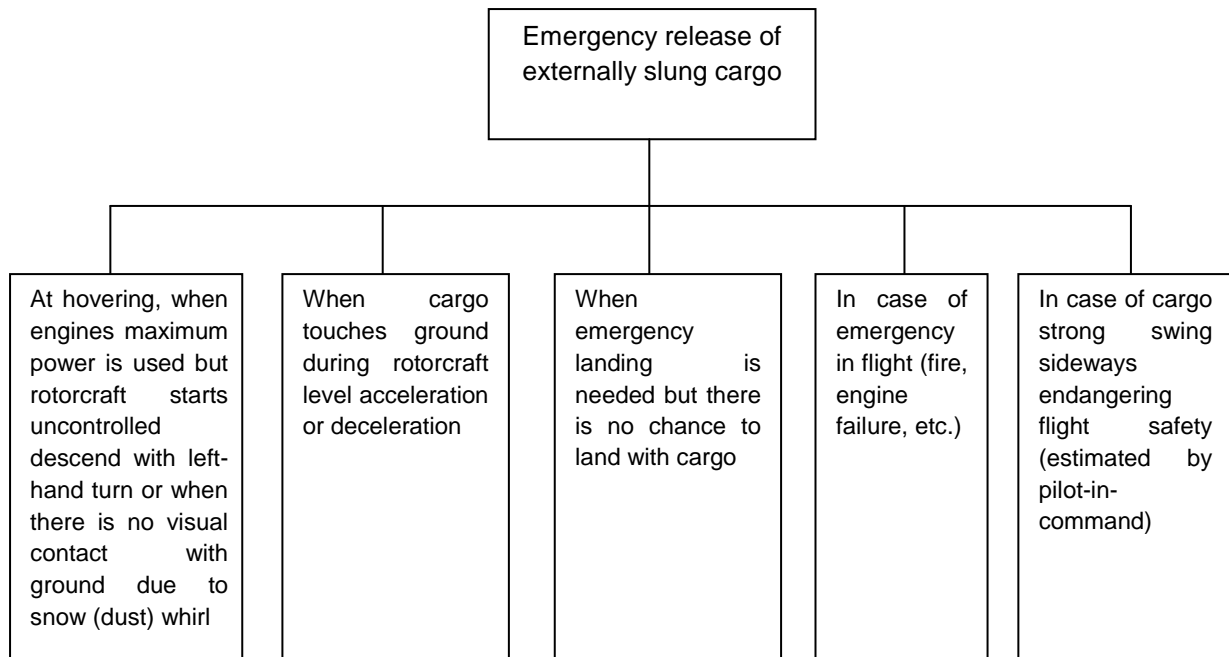 Emergency release of
externally slung cargo
At hovering, when
engines maximum
power is used but
rotorcraft starts
uncontrolled
descend with left-
hand turn or when
there is no visual
contact with
ground due to
snow (dust) whirl
When cargo
touches ground
during rotorcraft
level acceleration
or deceleration
When
emergency
landing is
needed but there
is no chance to
land with cargo
In case of
emergency
in flight (fire,
engine
failure, etc.)
In case of cargo
strong swing
sideways
endangering
flight safety
(estimated by
pilot-in-
command)